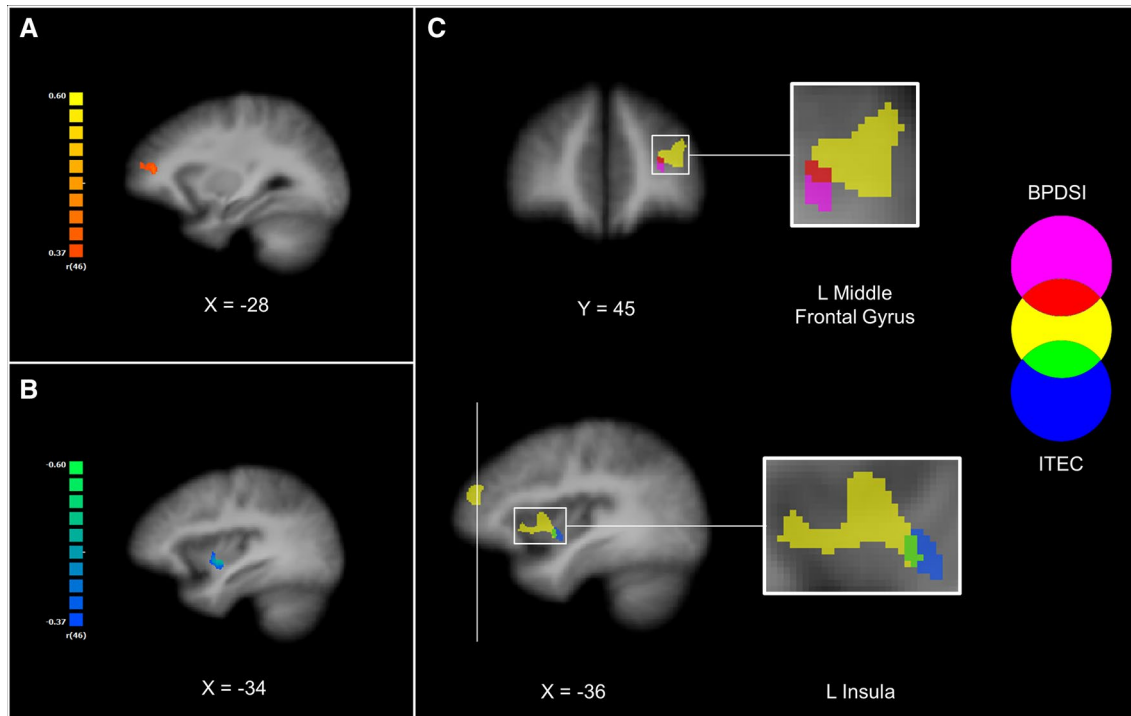 A
0.60
0.37
r(46)
X = -28
B
-0.60
-0.37
r(46)
X = -34
C
Y = 45
L Middle
Frontal Gyrus
X = -36
L Insula
BPDSI
ITEC